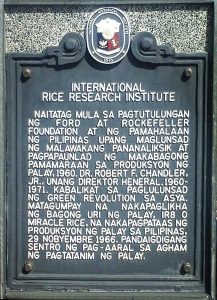 INTERNATIONAL
RICE RESEARCH INSTITUTE
NAITATAG MULA SA PAGTUTULUNGAN
NG FORD AT ROCKEFELLER
FOUNDATION AT NG PAMAHALAAN
NG PILIPINAS UPANG MAGLUNSAD
NG MALAWAKANG PANANALIKSIK AT
PAGPAPAUNLAD NG MAKABAGONG
PAMAMARAAN SA PRODUKSYON NG
PALAY, 1960. DR. ROBERT F. CHANDLER,
JR., UNANG DIREKTOR HENERAL, 1960-
1971. KABALIKAT SA PAGLULUNSAD
NG GREEN REVOLUTION SA ASYA.
MATAGUMPAY NA NAKAPAGLIKHA
NG BAGONG URI NG PALAY, IR8 O
MIRACLE RICE, NA NAKAPAGPATAAS NG
PRODUKSYON NG PALAY SA PILIPINAS,
29 NOBYEMBRE 1966. PANDAIGDIGANG
SENTRO NG PAG-AARAL SA AGHAM
NG PAGTATANIM NG PALAY.